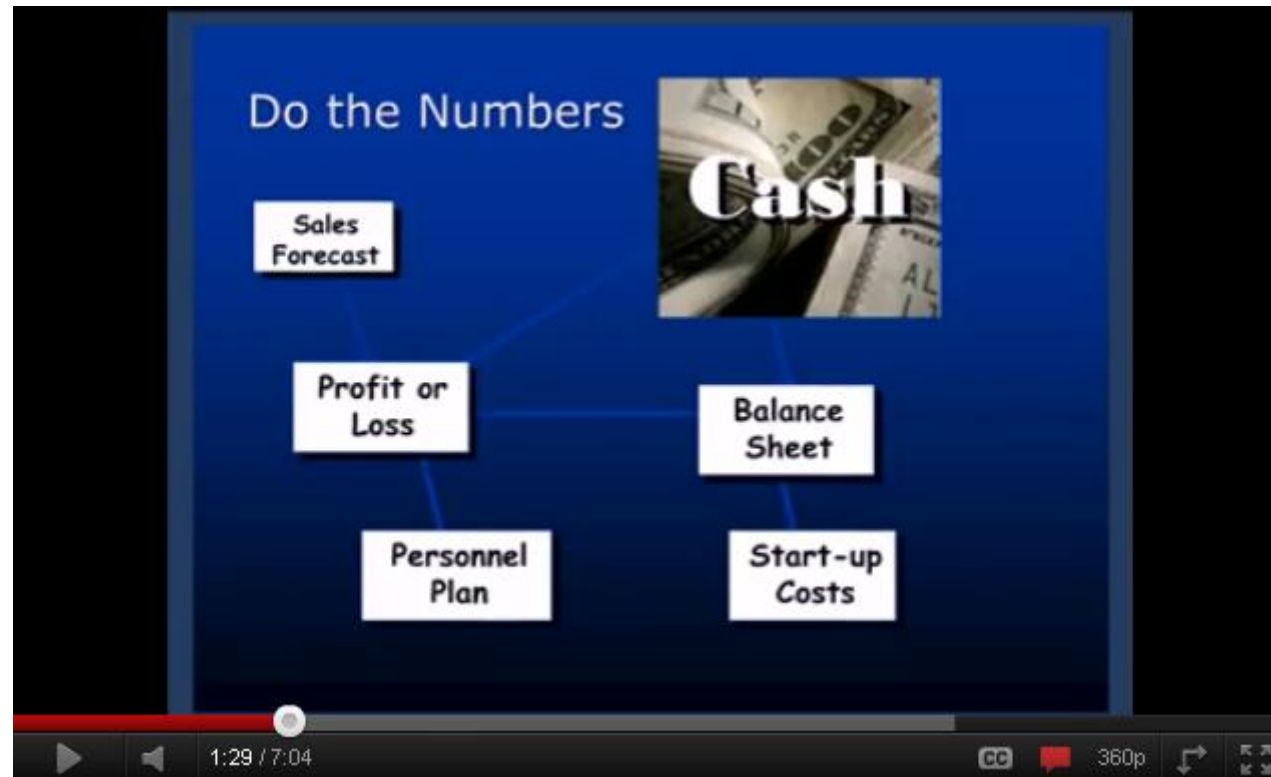 Do the Numbers
Cash
Sales
Forecast
Profit or
Loss
Balance
Sheet
Personnel
Plan
Start-up
Costs
1:29 / 7:04
CC
360p